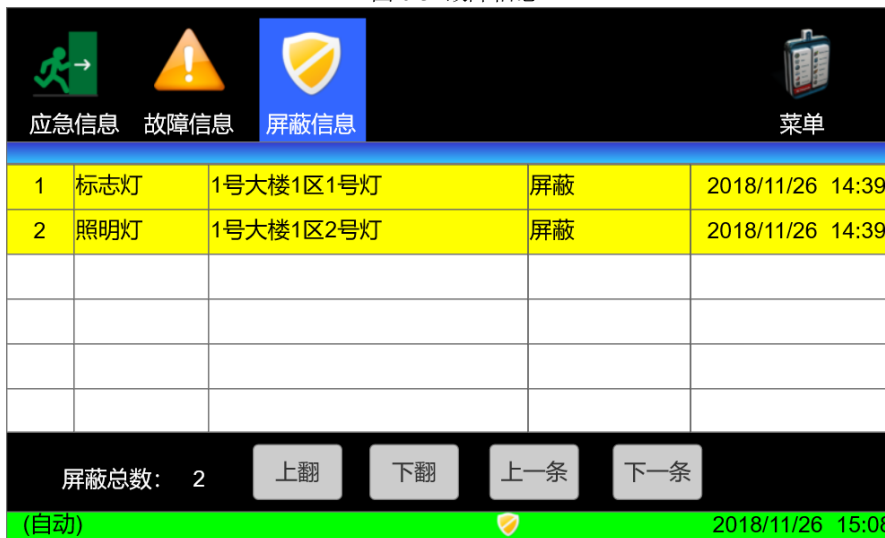 应急信息 故障信息 屏蔽信息 菜单
1 标志灯 1号大楼1区1号灯 屏蔽 2018/11/26 14:39
2 照明灯 1号大楼1区2号灯 屏蔽 2018/11/26 14:39
屏蔽总数: 2 上翻 下翻 上一条 下一条
(自动) 2018/11/26 15:08